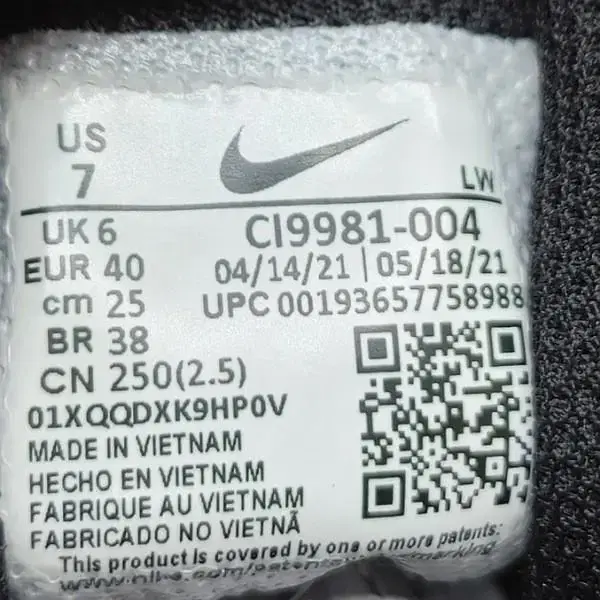 US
7
LW
UK 6
CI9981-004
EUR 40
04/14/21 | 05/18/21
cm 25
UPC 00193657758988
BR 38
CN 250(2.5)
01XQQDXK9HP0V
MADE IN VIETNAM
HECHO EN VIETNAM
FABRIQUE AU VIETNAM
FABRICADO NO VIETNÃ
This product is covered by one or more patents: